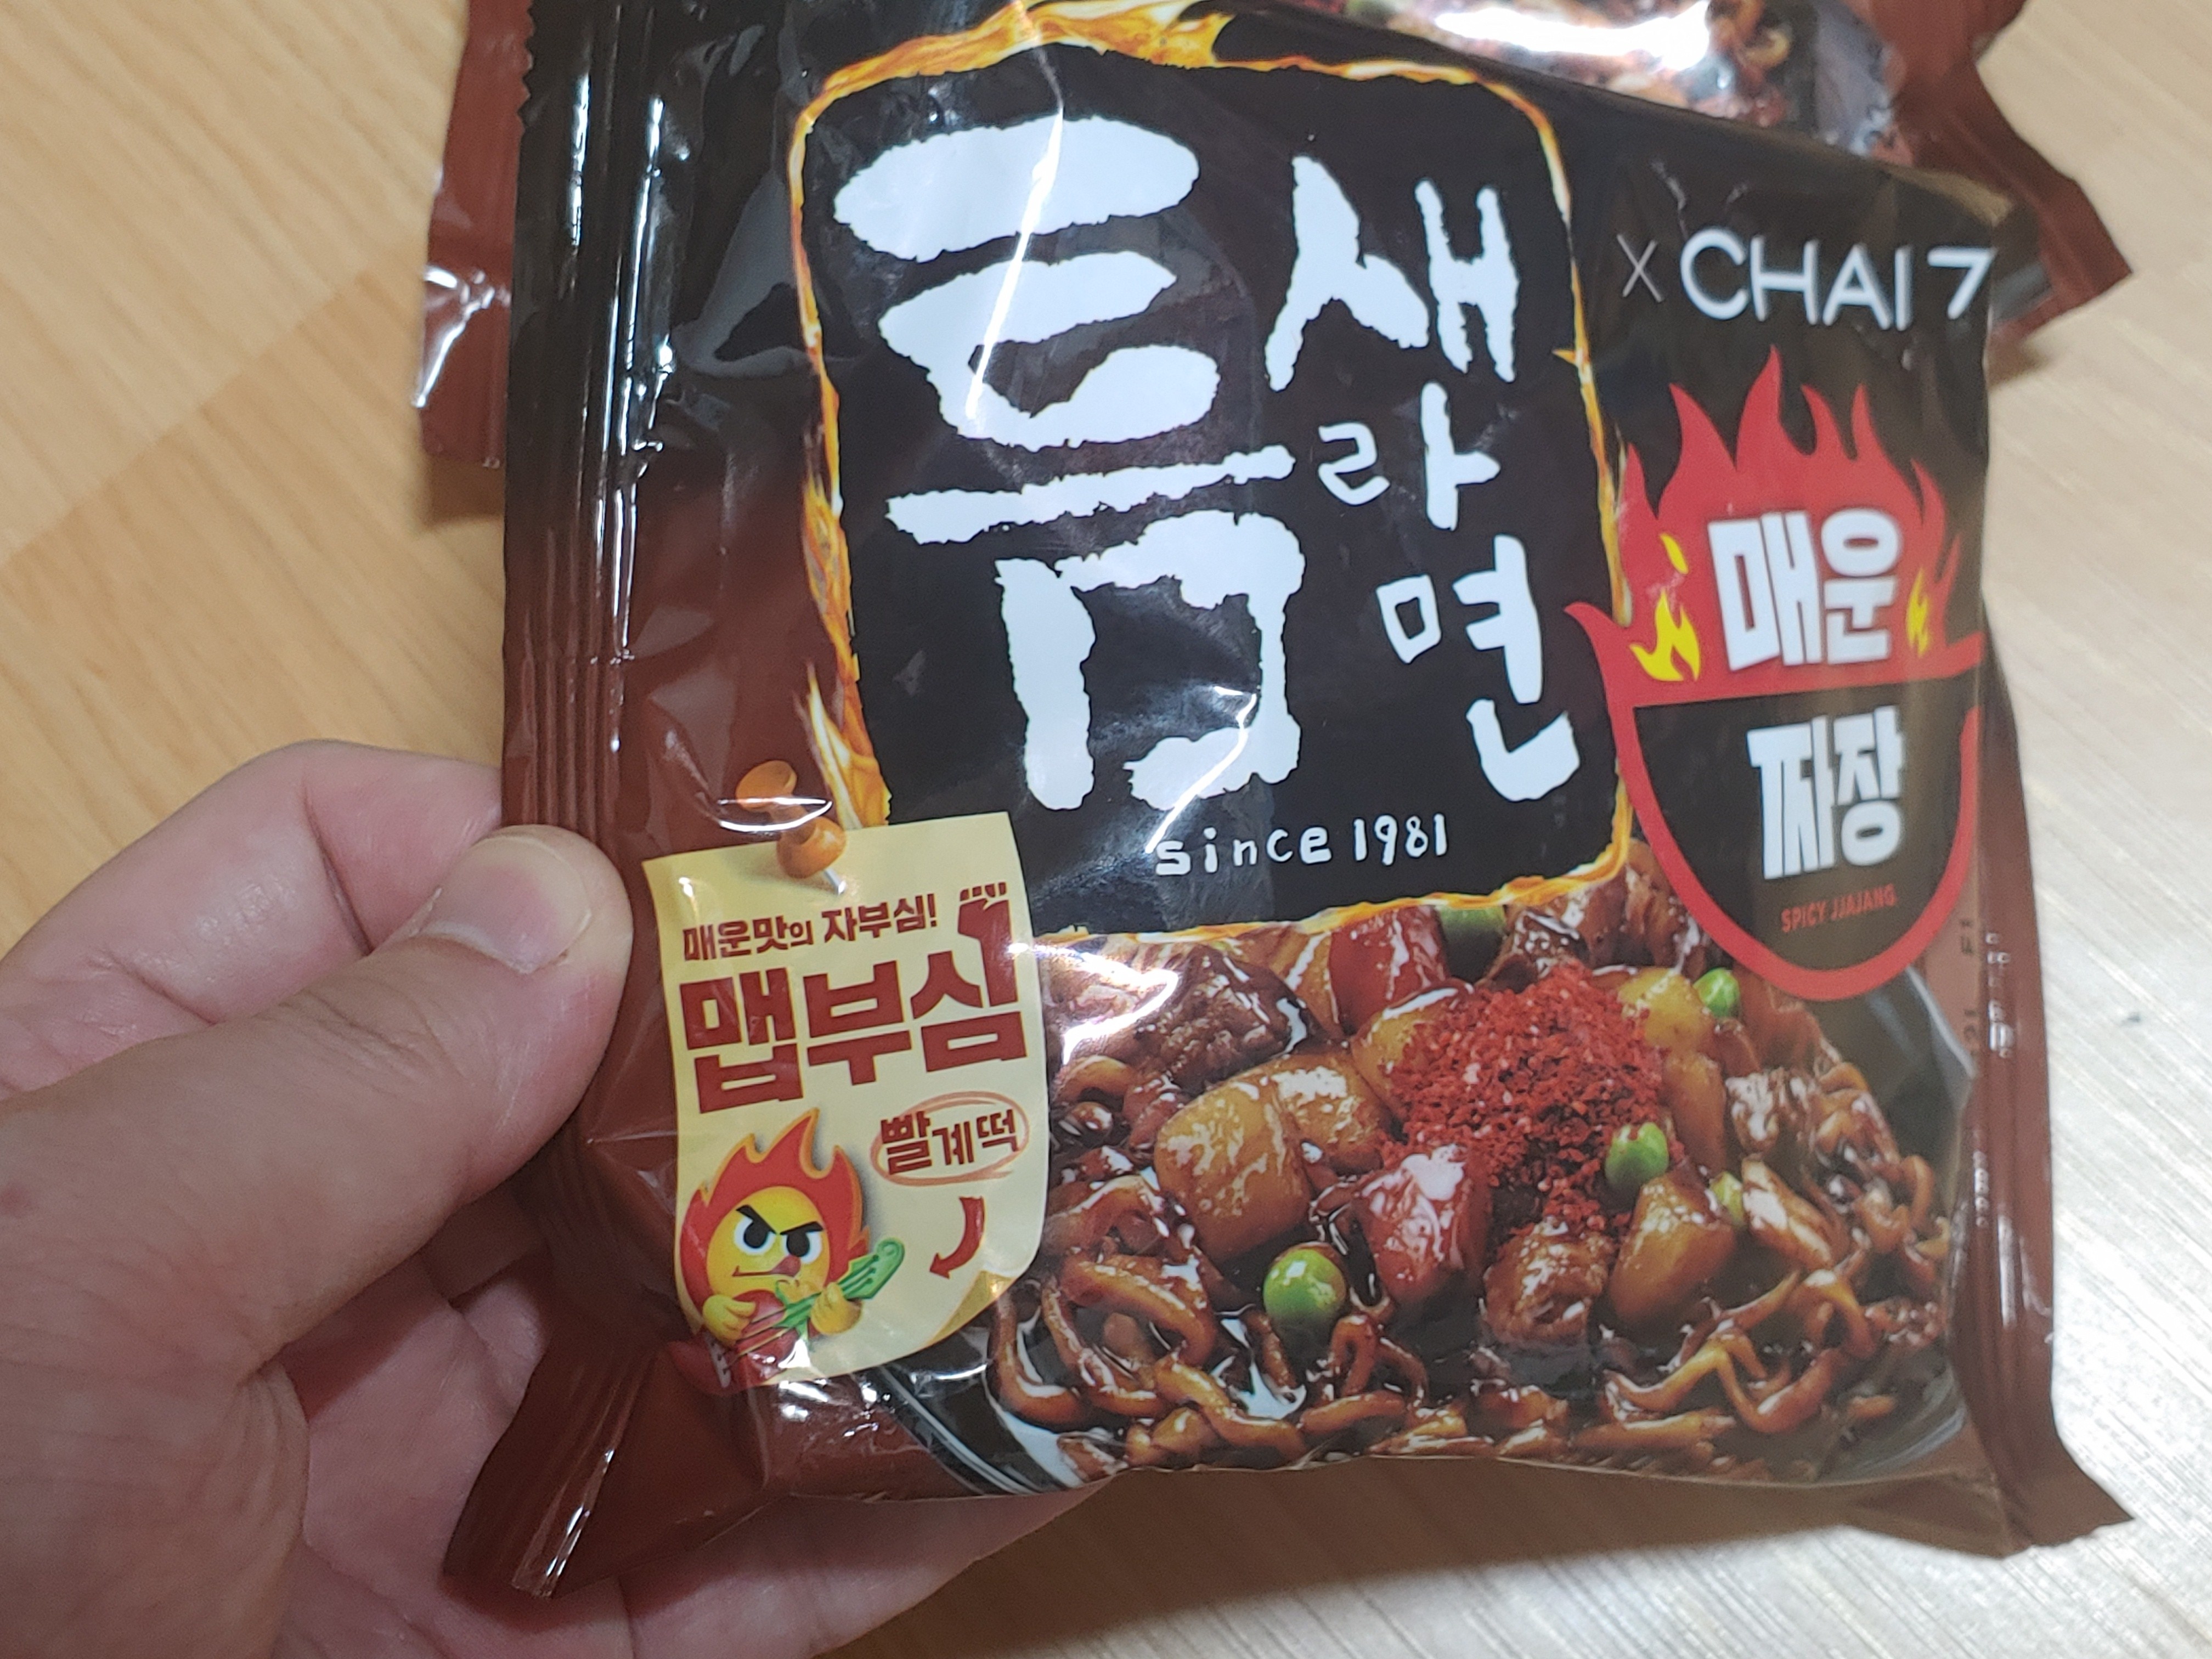 틈새
라
면
since 1981
X CHAI 7
매운
짜장
SPICY JJAJANG
매운맛의 자부심!
맵부심
빨계떡